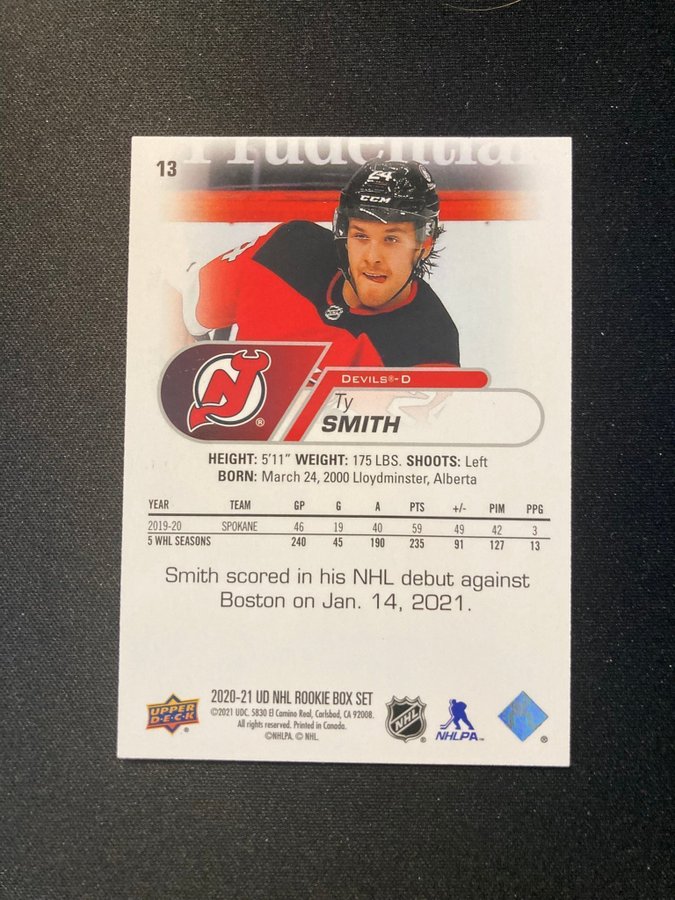 Prudential
13
24
CCM
DEVILS®-D
Ty
SMITH
®
HEIGHT: 5'11" WEIGHT: 175 LBS. SHOOTS: Left
BORN: March 24, 2000 Lloydminster, Alberta
YEAR TEAM GP G A PTS +/- PIM PPG
2019-20 SPOKANE 46 19 40 59 49 42 3
5 WHL SEASONS 240 45 190 235 91 127 13
Smith scored in his NHL debut against
Boston on Jan. 14, 2021.
UPPER
DECK
®
2020-21 UD NHL ROOKIE BOX SET
©2021 UDC. 5830 El Camino Real, Carlsbad, CA 92008.
All rights reserved. Printed in Canada.
©NHLPA. © NHL.
NHL
®
NHLPA™
®